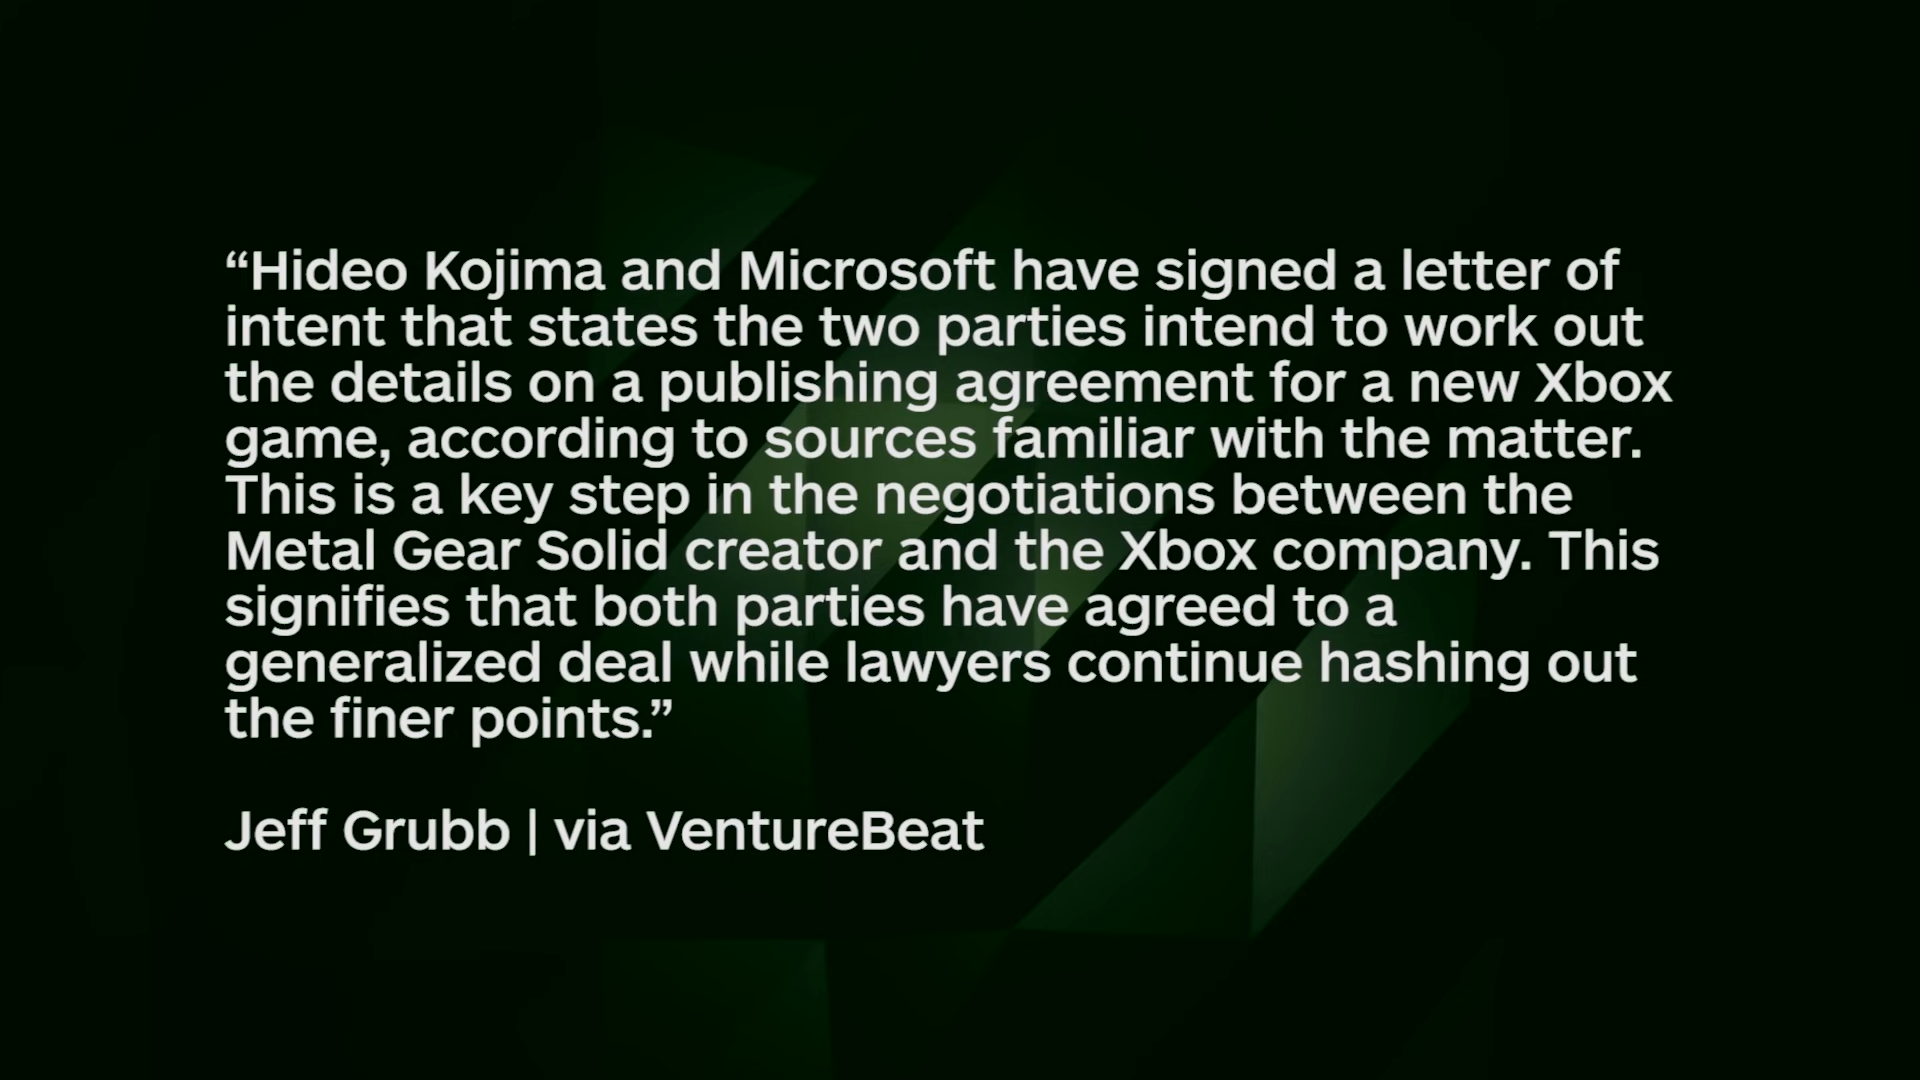 “Hideo Kojima and Microsoft have signed a letter of
intent that states the two parties intend to work out
the details on a publishing agreement for a new Xbox
game, according to sources familiar with the matter.
This is a key step in the negotiations between the
Metal Gear Solid creator and the Xbox company. This
signifies that both parties have agreed to a
generalized deal while lawyers continue hashing out
the finer points.”
Jeff Grubb | via VentureBeat